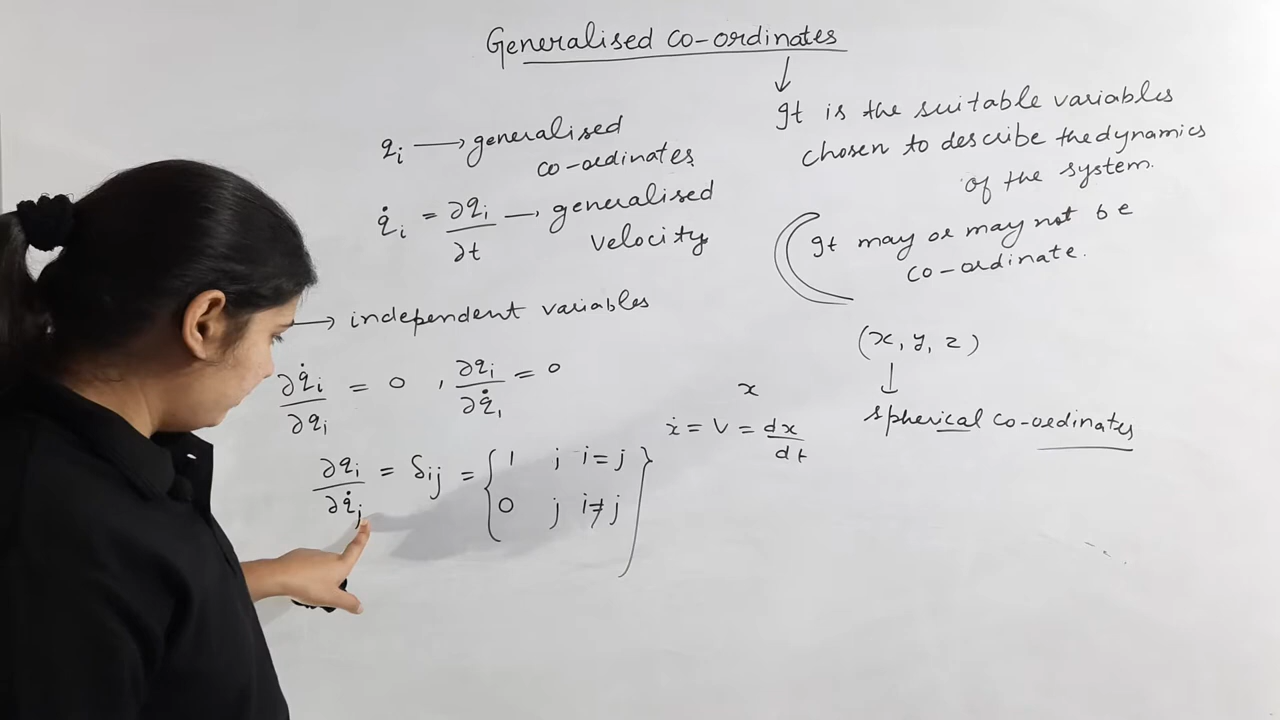 Generalised co-ordinates
↓
It is the suitable variables
chosen to describe the dynamics
of the system.
It may or may not be
co-ordinate.
(x, y, z)
↓
spherical co-ordinates
qᵢ → generalised
co-ordinates
q̇ᵢ = ∂qᵢ/∂t → generalised
velocity
→ independent variables
∂q̇ᵢ/∂qᵢ = 0 , ∂qᵢ/∂q̇ᵢ = 0
x
ẋ = v = dx/dt
∂qᵢ/∂q̇ⱼ = δᵢⱼ = { 1 ; i = j
0 ; i ≠ j }